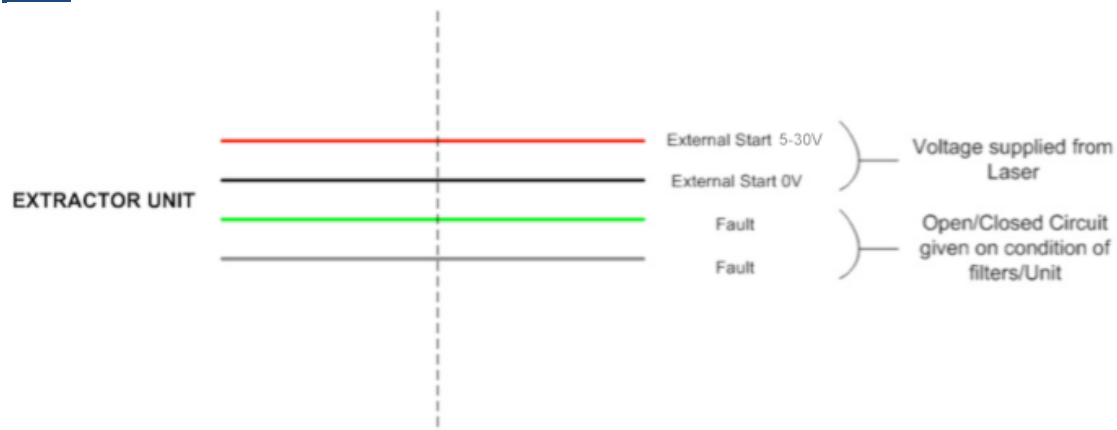 External Start 5-30V
Voltage supplied from
Laser
External Start 0V
EXTRACTOR UNIT
Fault
Open/Closed Circuit
given on condition of
filters/Unit
Fault